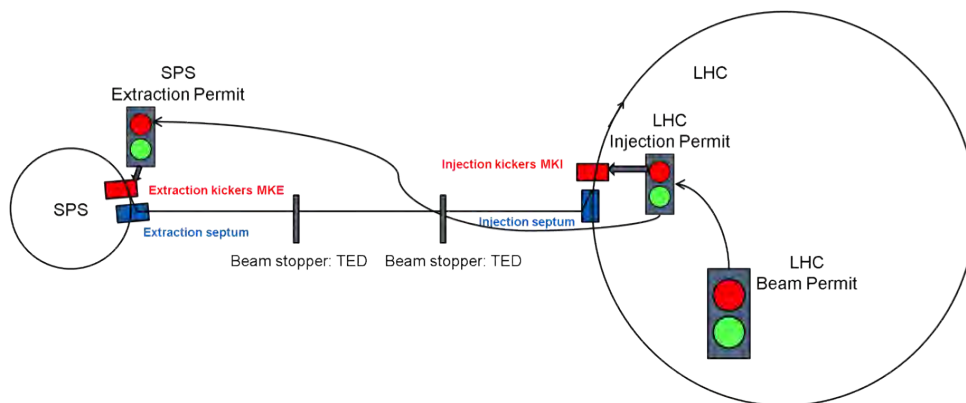 SPS
Extraction Permit
LHC
LHC
Injection Permit
Injection kickers MKI
Extraction kickers MKE
SPS
Extraction septum
Injection septum
Beam stopper: TED
Beam stopper: TED
LHC
Beam Permit